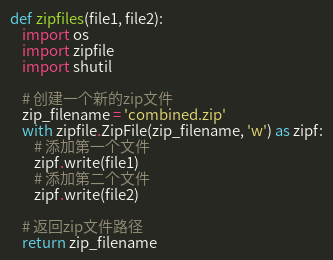 def zipfiles(file1, file2):
    import os
    import zipfile
    import shutil

    # 创建一个新的zip文件
    zip_filename = 'combined.zip'
    with zipfile.ZipFile(zip_filename, 'w') as zipf:
        # 添加第一个文件
        zipf.write(file1)
        # 添加第二个文件
        zipf.write(file2)

    # 返回zip文件路径
    return zip_filename